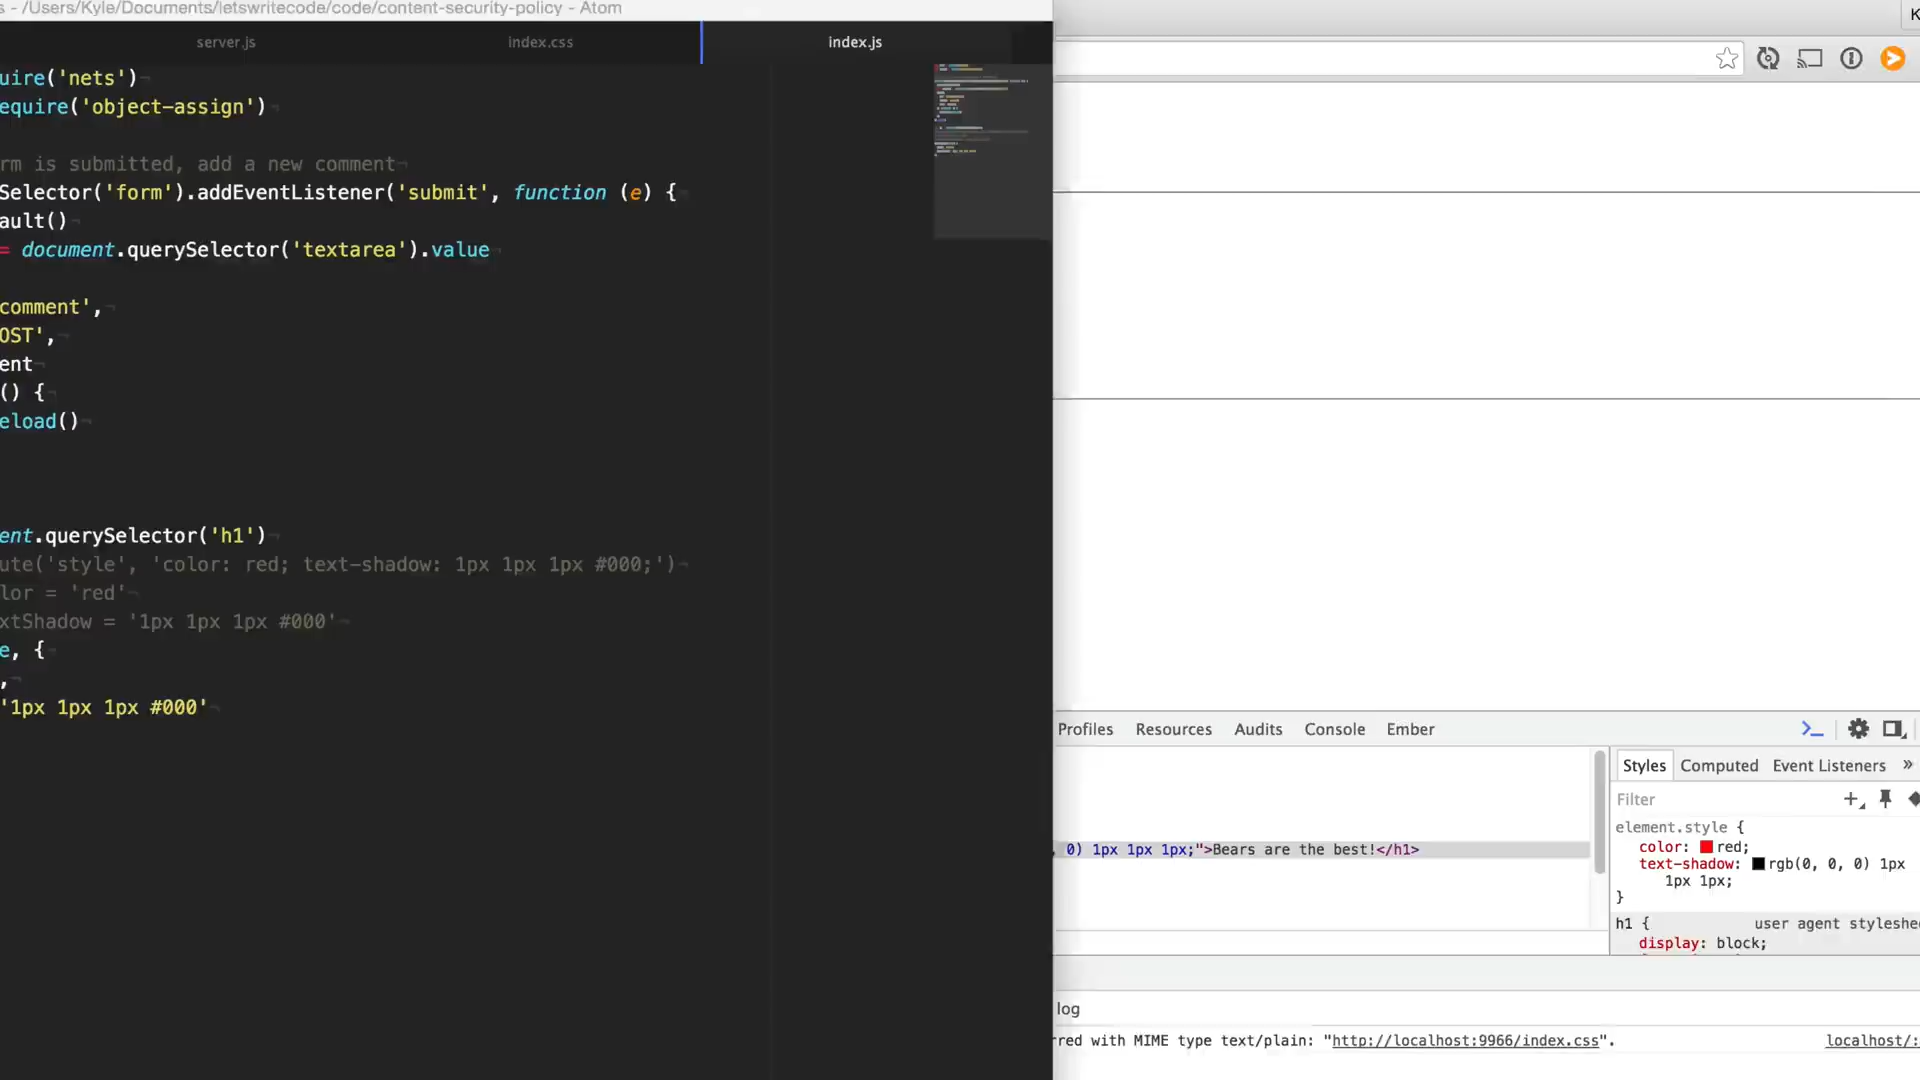 s - /Users/Kyle/Documents/letswritecode/code/content-security-policy - Atom
server.js
index.css
index.js
uire('nets')¬
equire('object-assign')¬
rm is submitted, add a new comment¬
Selector('form').addEventListener('submit', function (e) {¬
ault()¬
= document.querySelector('textarea').value¬
comment',¬
OST',¬
ent¬
() {¬
eload()¬
ent.querySelector('h1')¬
ute('style', 'color: red; text-shadow: 1px 1px 1px #000;')¬
lor = 'red'¬
xtShadow = '1px 1px 1px #000'¬
e, {¬
,¬
'1px 1px 1px #000'¬
K
Profiles Resources Audits Console Ember
Styles Computed Event Listeners »
Filter
, 0) 1px 1px 1px;">Bears are the best!</h1>
element.style {
color: red;
text-shadow: rgb(0, 0, 0) 1px
1px 1px;
}
h1 { user agent styleshe
display: block;
log
rred with MIME type text/plain: "http://localhost:9966/index.css". localhost/: